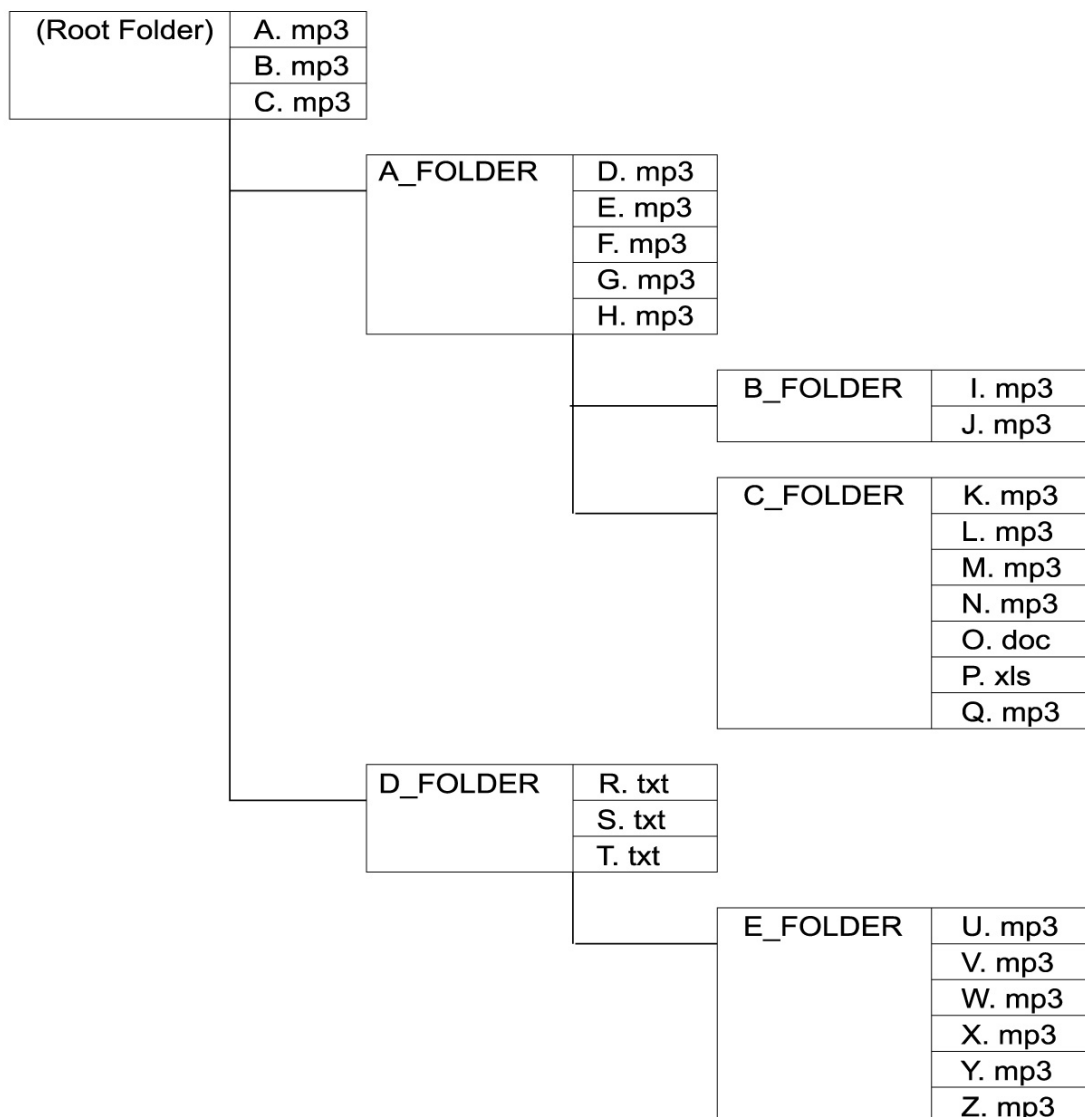 (Root Folder) A. mp3
B. mp3
C. mp3
A_FOLDER D. mp3
E. mp3
F. mp3
G. mp3
H. mp3
B_FOLDER I. mp3
J. mp3
C_FOLDER K. mp3
L. mp3
M. mp3
N. mp3
O. doc
P. xls
Q. mp3
D_FOLDER R. txt
S. txt
T. txt
E_FOLDER U. mp3
V. mp3
W. mp3
X. mp3
Y. mp3
Z. mp3